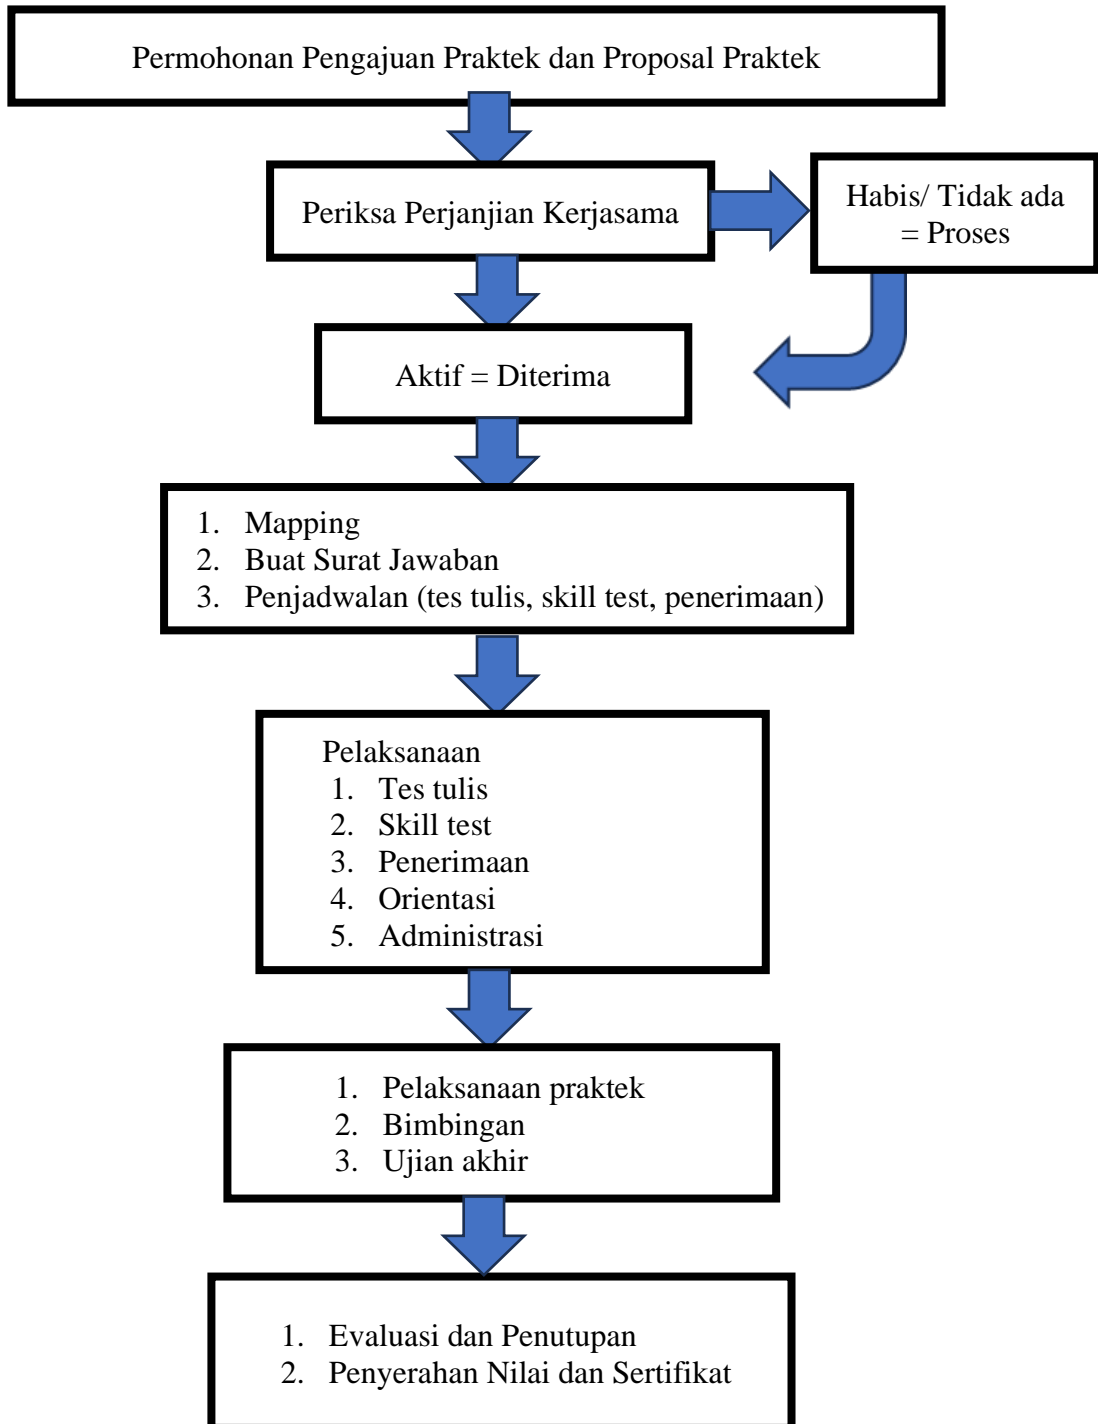 Permohonan Pengajuan Praktek dan Proposal Praktek
Periksa Perjanjian Kerjasama
Habis/ Tidak ada
= Proses
Aktif = Diterima
1. Mapping
2. Buat Surat Jawaban
3. Penjadwalan (tes tulis, skill test, penerimaan)
Pelaksanaan
1. Tes tulis
2. Skill test
3. Penerimaan
4. Orientasi
5. Administrasi
1. Pelaksanaan praktek
2. Bimbingan
3. Ujian akhir
1. Evaluasi dan Penutupan
2. Penyerahan Nilai dan Sertifikat